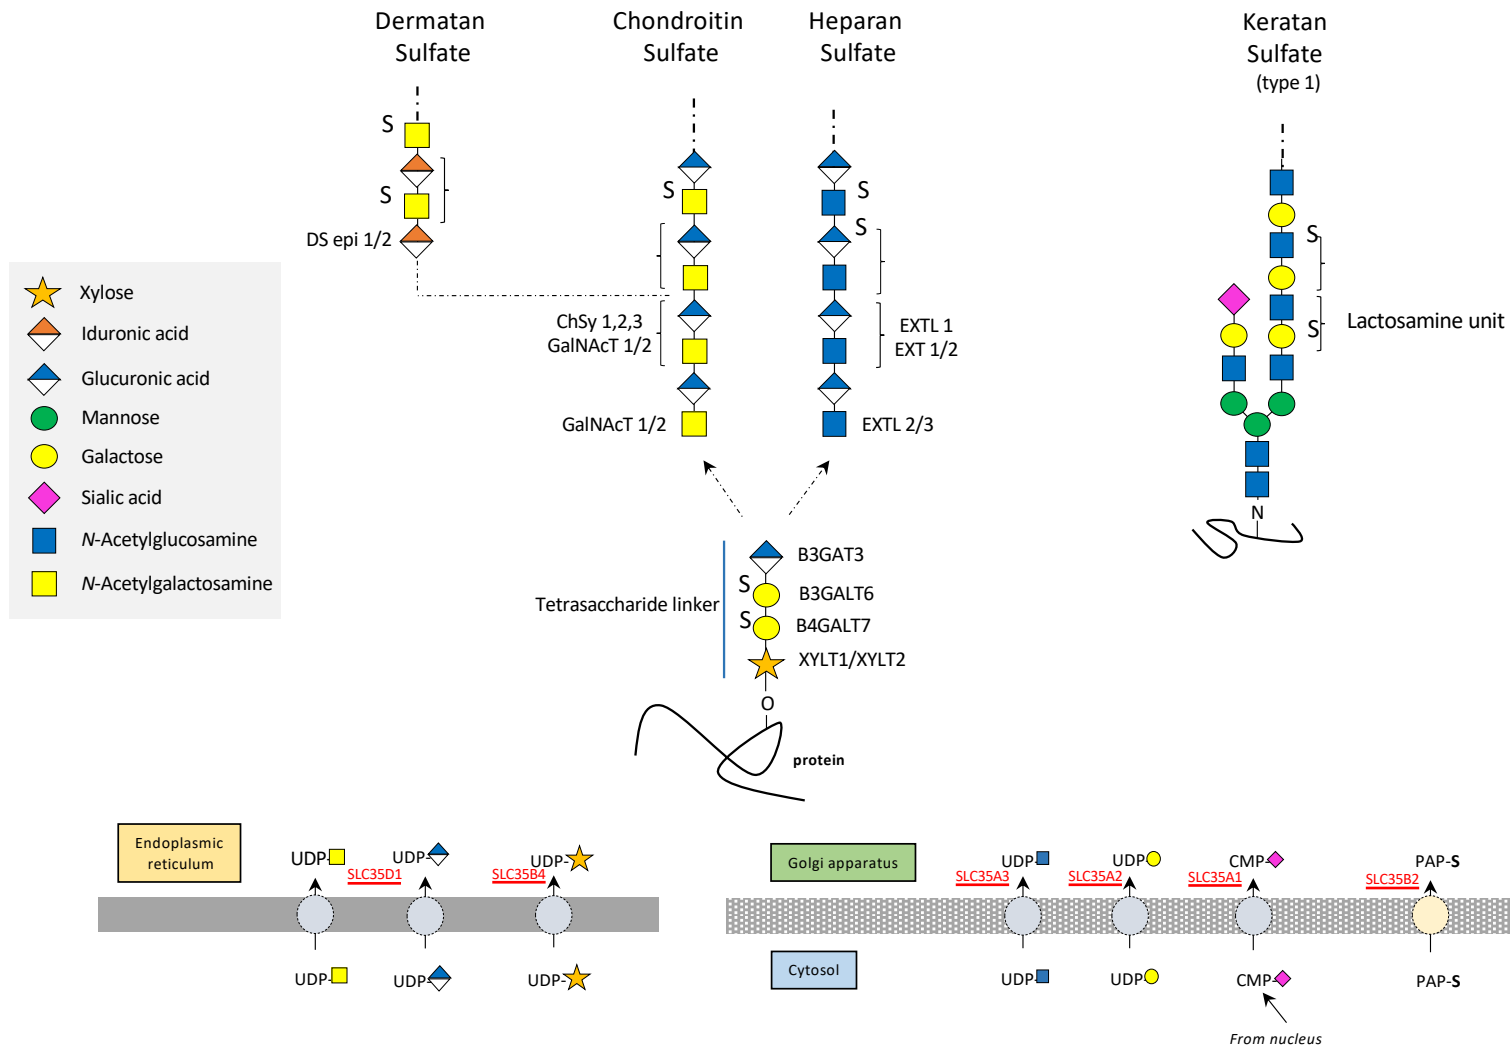 Dermatan
Sulfate
Chondroitin
Sulfate
Heparan
Sulfate
Keratan
Sulfate
(type 1)
S
S
DS epi 1/2
S
ChSy 1,2,3
GalNAcT 1/2
GalNAcT 1/2
S
S
EXTL 1
EXT 1/2
EXTL 2/3
S
S
Lactosamine unit
N
Xylose
Iduronic acid
Glucuronic acid
Mannose
Galactose
Sialic acid
N-Acetylglucosamine
N-Acetylgalactosamine
Tetrasaccharide linker
B3GAT3
S
B3GALT6
S
B4GALT7
XYLT1/XYLT2
O
protein
Endoplasmic
reticulum
UDP-
UDP-
UDP-
SLC35D1
SLC35B4
UDP-
UDP-
UDP-
Golgi apparatus
UDP-
UDP-
CMP-
PAP-S
SLC35A3
SLC35A2
SLC35A1
SLC35B2
Cytosol
UDP-
UDP-
CMP-
PAP-S
From nucleus